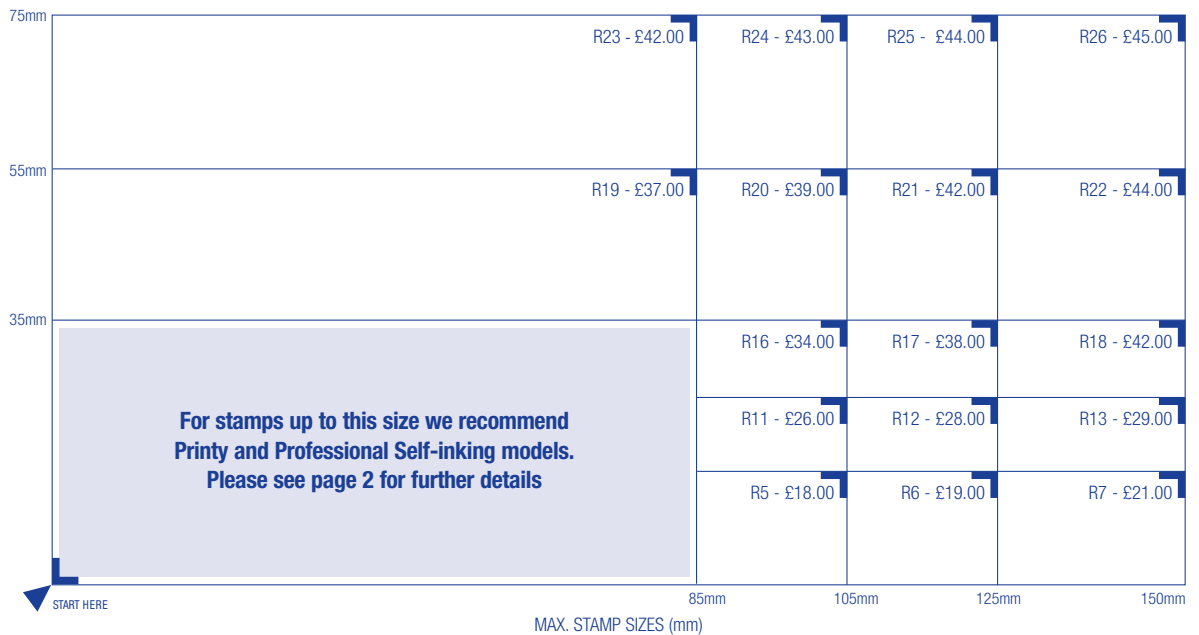 75mm
R23 - £42.00
R24 - £43.00
R25 -  £44.00
R26 - £45.00
55mm
R19 - £37.00
R20 - £39.00
R21 - £42.00
R22 - £44.00
35mm
R16 - £34.00
R17 - £38.00
R18 - £42.00
For stamps up to this size we recommend
Printy and Professional Self-inking models.
Please see page 2 for further details
R11 - £26.00
R12 - £28.00
R13 - £29.00
R5 - £18.00
R6 - £19.00
R7 - £21.00
START HERE
85mm
105mm
125mm
150mm
MAX. STAMP SIZES (mm)